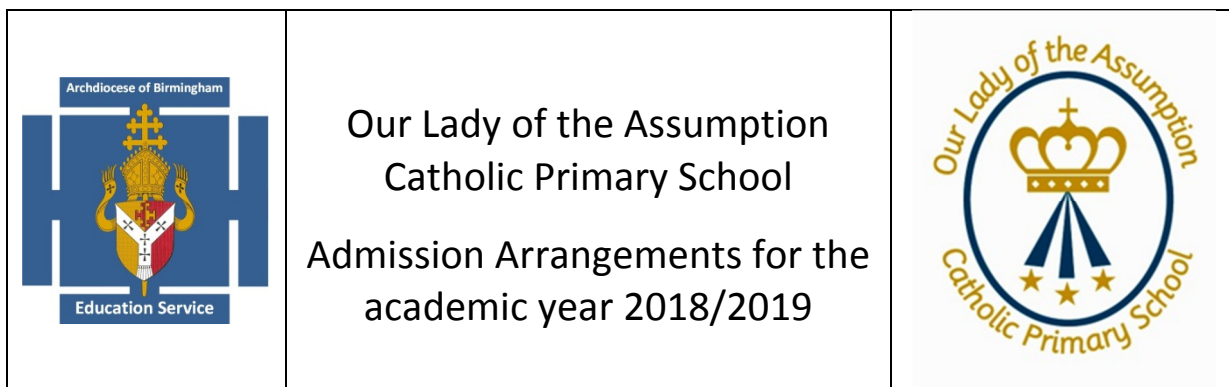 Archdiocese of Birmingham
Education Service
Our Lady of the Assumption
Catholic Primary School
Admission Arrangements for the
academic year 2018/2019
Our Lady of the Assumption
Catholic Primary School